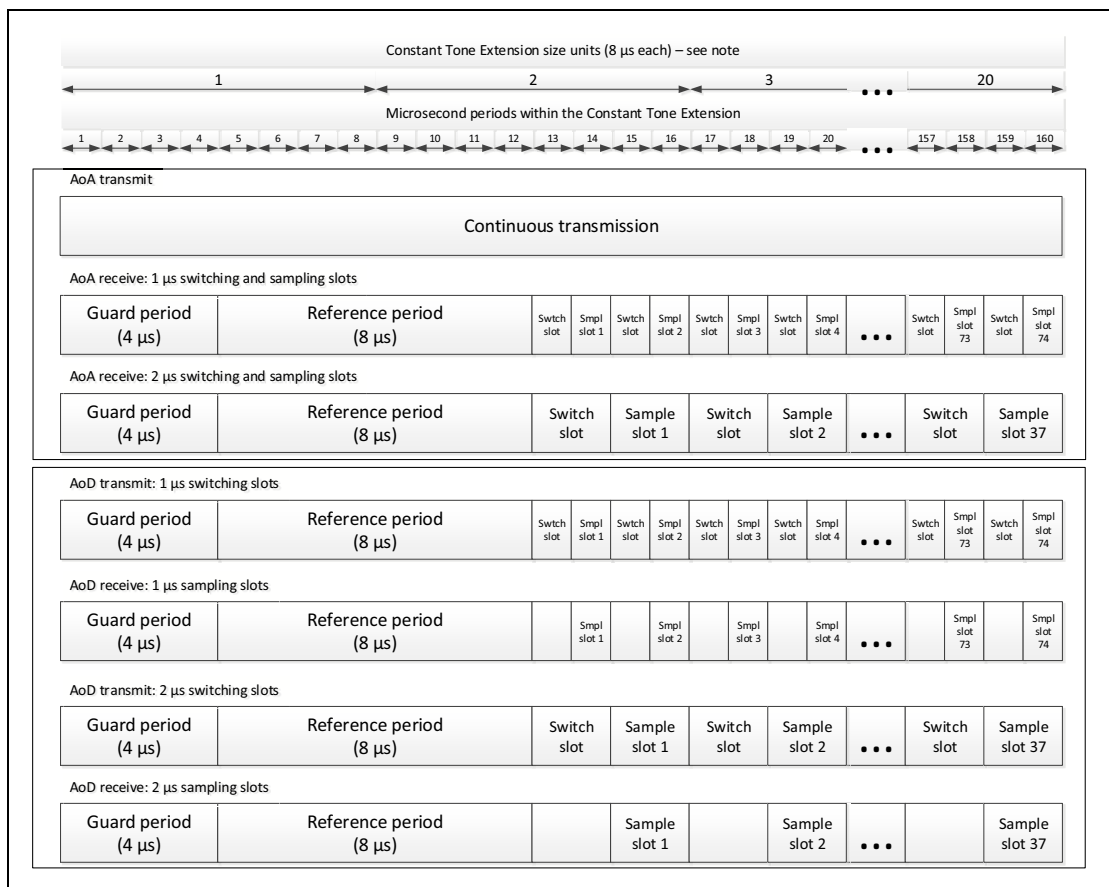 Constant Tone Extension size units (8 µs each) – see note
1 2 3 ... 20
Microsecond periods within the Constant Tone Extension
1 2 3 4 5 6 7 8 9 10 11 12 13 14 15 16 17 18 19 20 ... 157 158 159 160
AoA transmit
Continuous transmission
AoA receive: 1 µs switching and sampling slots
Guard period Reference period Swtch Smpl Swtch Smpl Swtch Smpl Swtch Smpl ... Swtch Smpl Swtch Smpl
(4 µs) (8 µs) slot slot 1 slot slot 2 slot slot 3 slot slot 4 slot slot slot slot
73 74
AoA receive: 2 µs switching and sampling slots
Guard period Reference period Switch Sample Switch Sample ... Switch Sample
(4 µs) (8 µs) slot slot 1 slot slot 2 slot slot 37
AoD transmit: 1 µs switching slots
Guard period Reference period Swtch Smpl Swtch Smpl Swtch Smpl Swtch Smpl ... Swtch Smpl Swtch Smpl
(4 µs) (8 µs) slot slot 1 slot slot 2 slot slot 3 slot slot 4 slot slot slot slot
73 74
AoD receive: 1 µs sampling slots
Guard period Reference period Smpl Smpl Smpl Smpl ... Smpl Smpl
(4 µs) (8 µs) slot 1 slot 2 slot 3 slot 4 slot slot
73 74
AoD transmit: 2 µs switching slots
Guard period Reference period Switch Sample Switch Sample ... Switch Sample
(4 µs) (8 µs) slot slot 1 slot slot 2 slot slot 37
AoD receive: 2 µs sampling slots
Guard period Reference period Sample Sample ... Sample
(4 µs) (8 µs) slot 1 slot 2 slot 37